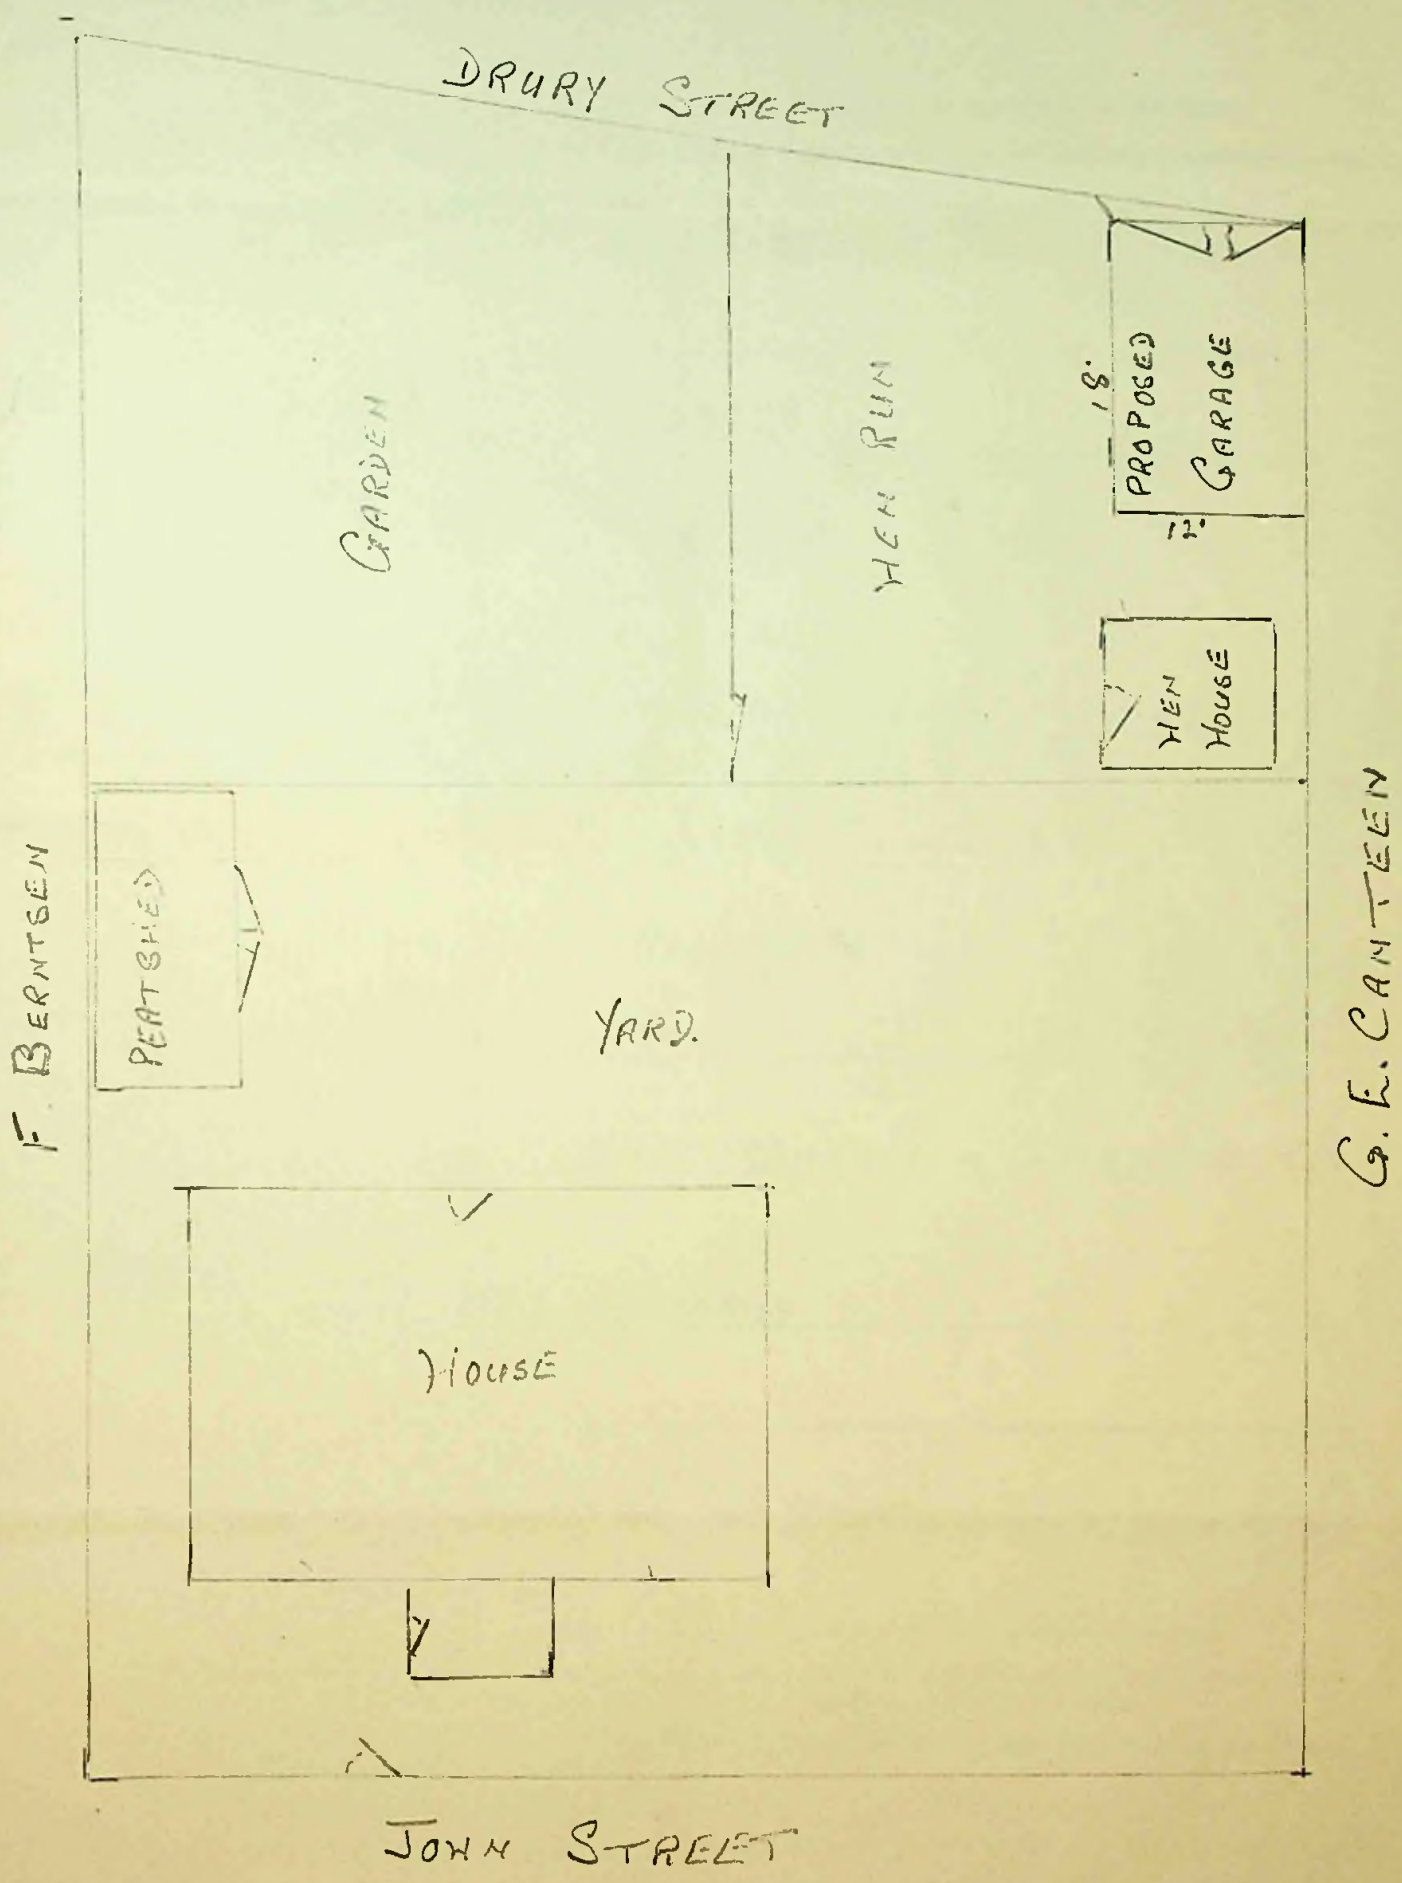 DRURY STREET
GARDEN
HEN RUN
18'
PROPOSED
GARAGE
12'
HEN
HOUSE
F. BERNTSEN
PEATSHED
YARD.
G. E. CANTEEN
HOUSE
JOHN STREET